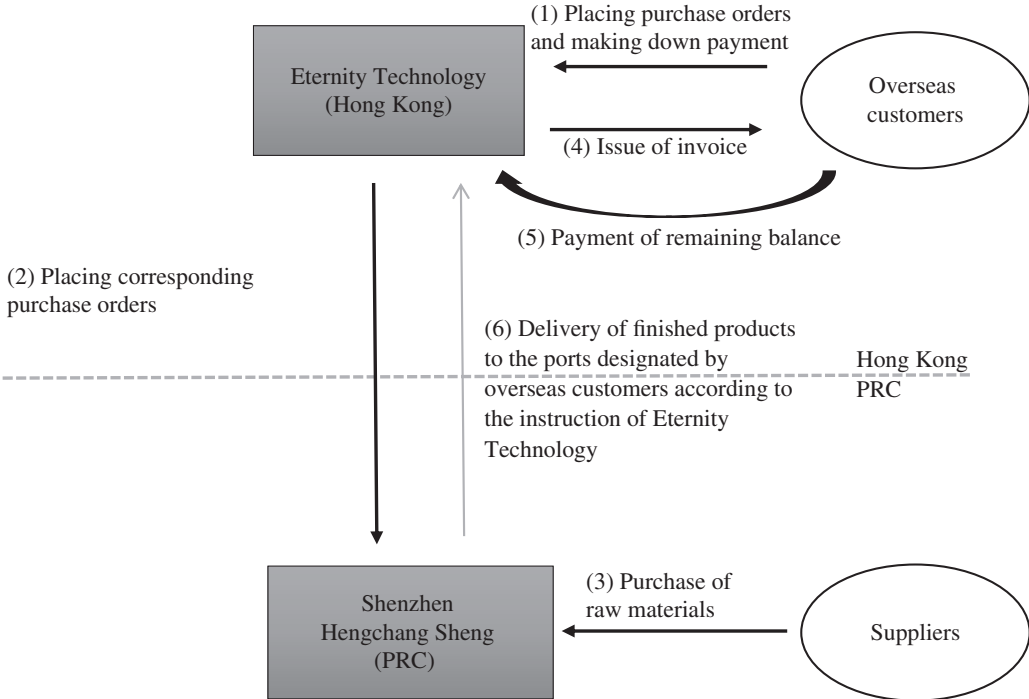 (1) Placing purchase orders
and making down payment
Eternity Technology
(Hong Kong)
Overseas
customers
(4) Issue of invoice
(5) Payment of remaining balance
(2) Placing corresponding
purchase orders
(6) Delivery of finished products
to the ports designated by
overseas customers according to
the instruction of Eternity
Technology
Hong Kong
PRC
Shenzhen
Hengchang Sheng
(PRC)
(3) Purchase of
raw materials
Suppliers